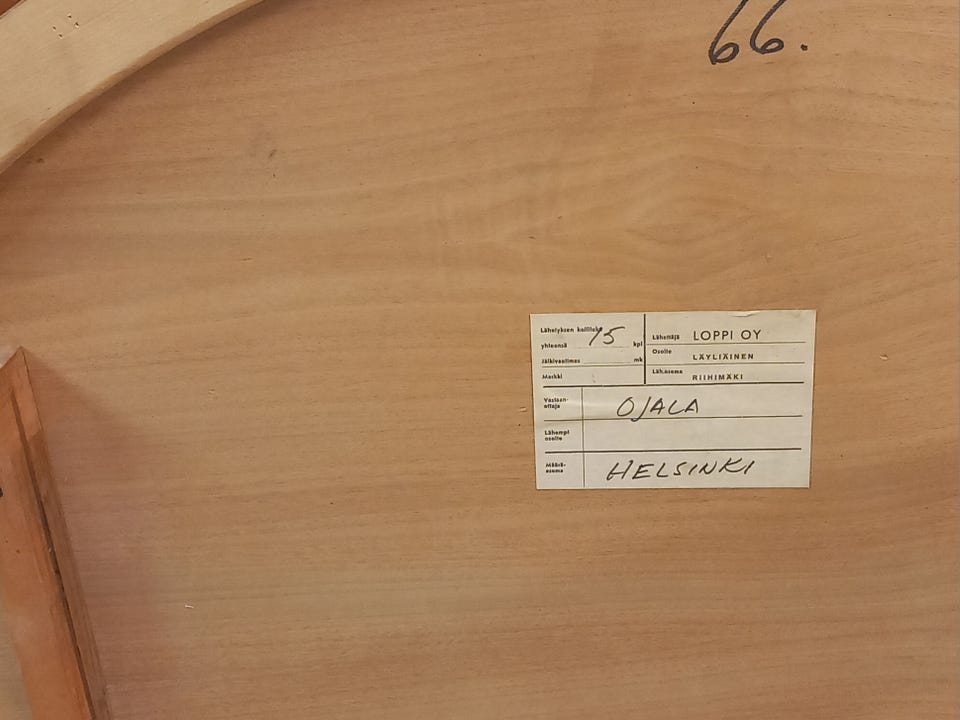 66.
Lähetyksen kolliluku 15
yhteensä kpl
Jälkivaatimus mk
Merkki
Lähettäjä LOPPI OY
Osoite LÄYLIÄINEN
Läh.asema RIIHIMÄKI
Vastaan-
ottaja OJALA
Lähempi
osoite
Määrä-
asema HELSINKI